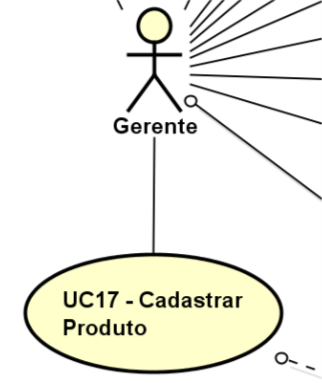 Gerente
UC17 - Cadastrar
Produto